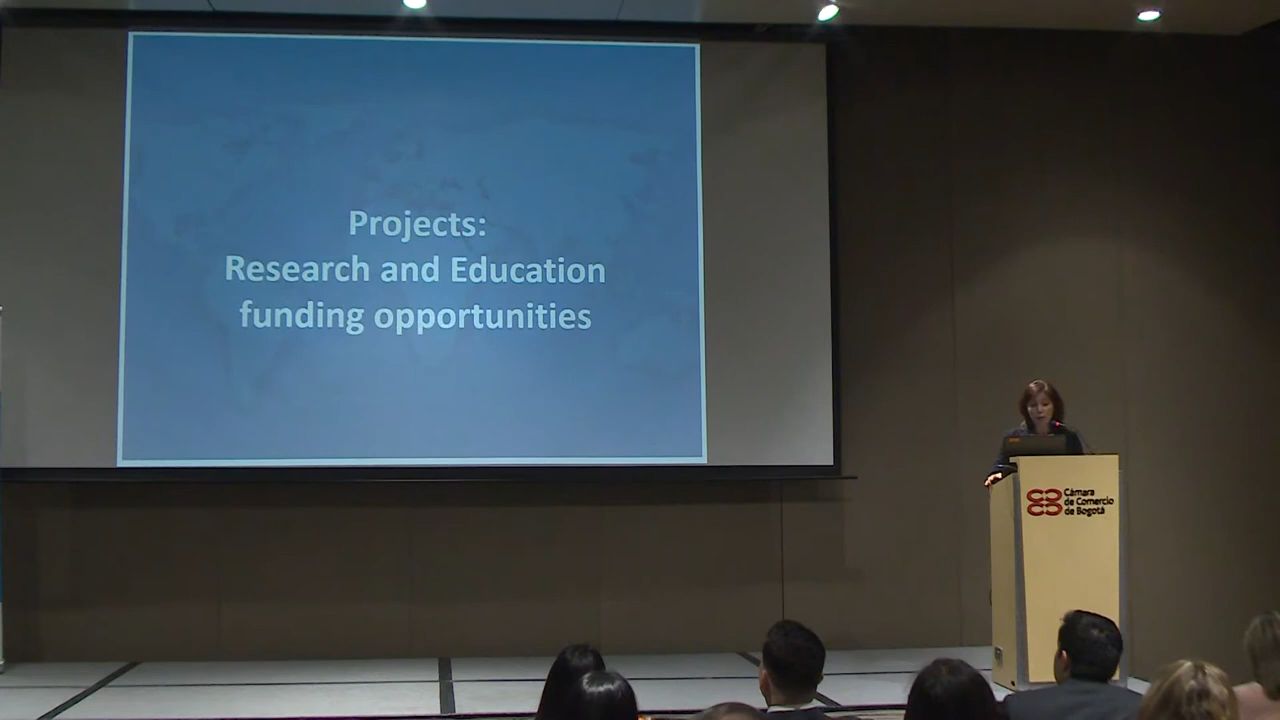 Projects:
Research and Education
funding opportunities
Cámara
de Comercio
de Bogotá